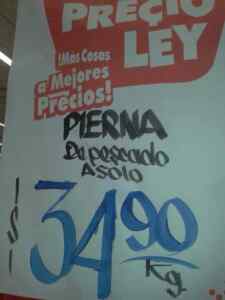 PRECIO
LEY
¡Más Cosas
a Mejores
Precios!
PIERNA
De pescado
A SOLO
$ 34 90
Kg.